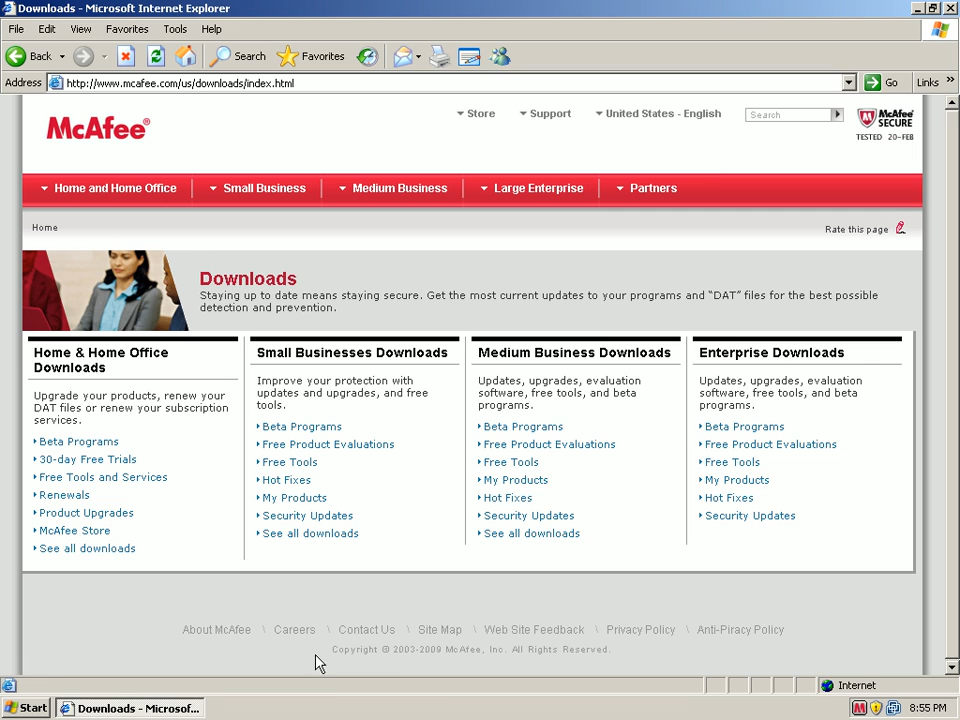 Downloads - Microsoft Internet Explorer
File Edit View Favorites Tools Help
Back Search Favorites
Address http://www.mcafee.com/us/downloads/index.html Go Links »
McAfee®
Store Support United States - English Search
McAfee SECURE
TESTED 20-FEB
Home and Home Office Small Business Medium Business Large Enterprise Partners
Home Rate this page
Downloads
Staying up to date means staying secure. Get the most current updates to your programs and “DAT” files for the best possible
detection and prevention.
Home & Home Office
Downloads
Upgrade your products, renew your
DAT files or renew your subscription
services.
Beta Programs
30-day Free Trials
Free Tools and Services
Renewals
Product Upgrades
McAfee Store
See all downloads
Small Businesses Downloads
Improve your protection with
updates and upgrades, and free
tools.
Beta Programs
Free Product Evaluations
Free Tools
Hot Fixes
My Products
Security Updates
See all downloads
Medium Business Downloads
Updates, upgrades, evaluation
software, free tools, and beta
programs.
Beta Programs
Free Product Evaluations
Free Tools
My Products
Hot Fixes
Security Updates
See all downloads
Enterprise Downloads
Updates, upgrades, evaluation
software, free tools, and beta
programs.
Beta Programs
Free Product Evaluations
Free Tools
My Products
Hot Fixes
Security Updates
About McAfee \ Careers \ Contact Us \ Site Map \ Web Site Feedback \ Privacy Policy \ Anti-Piracy Policy
Copyright © 2003-2009 McAfee, Inc. All Rights Reserved.
Internet
Start Downloads - Microsof... 8:55 PM